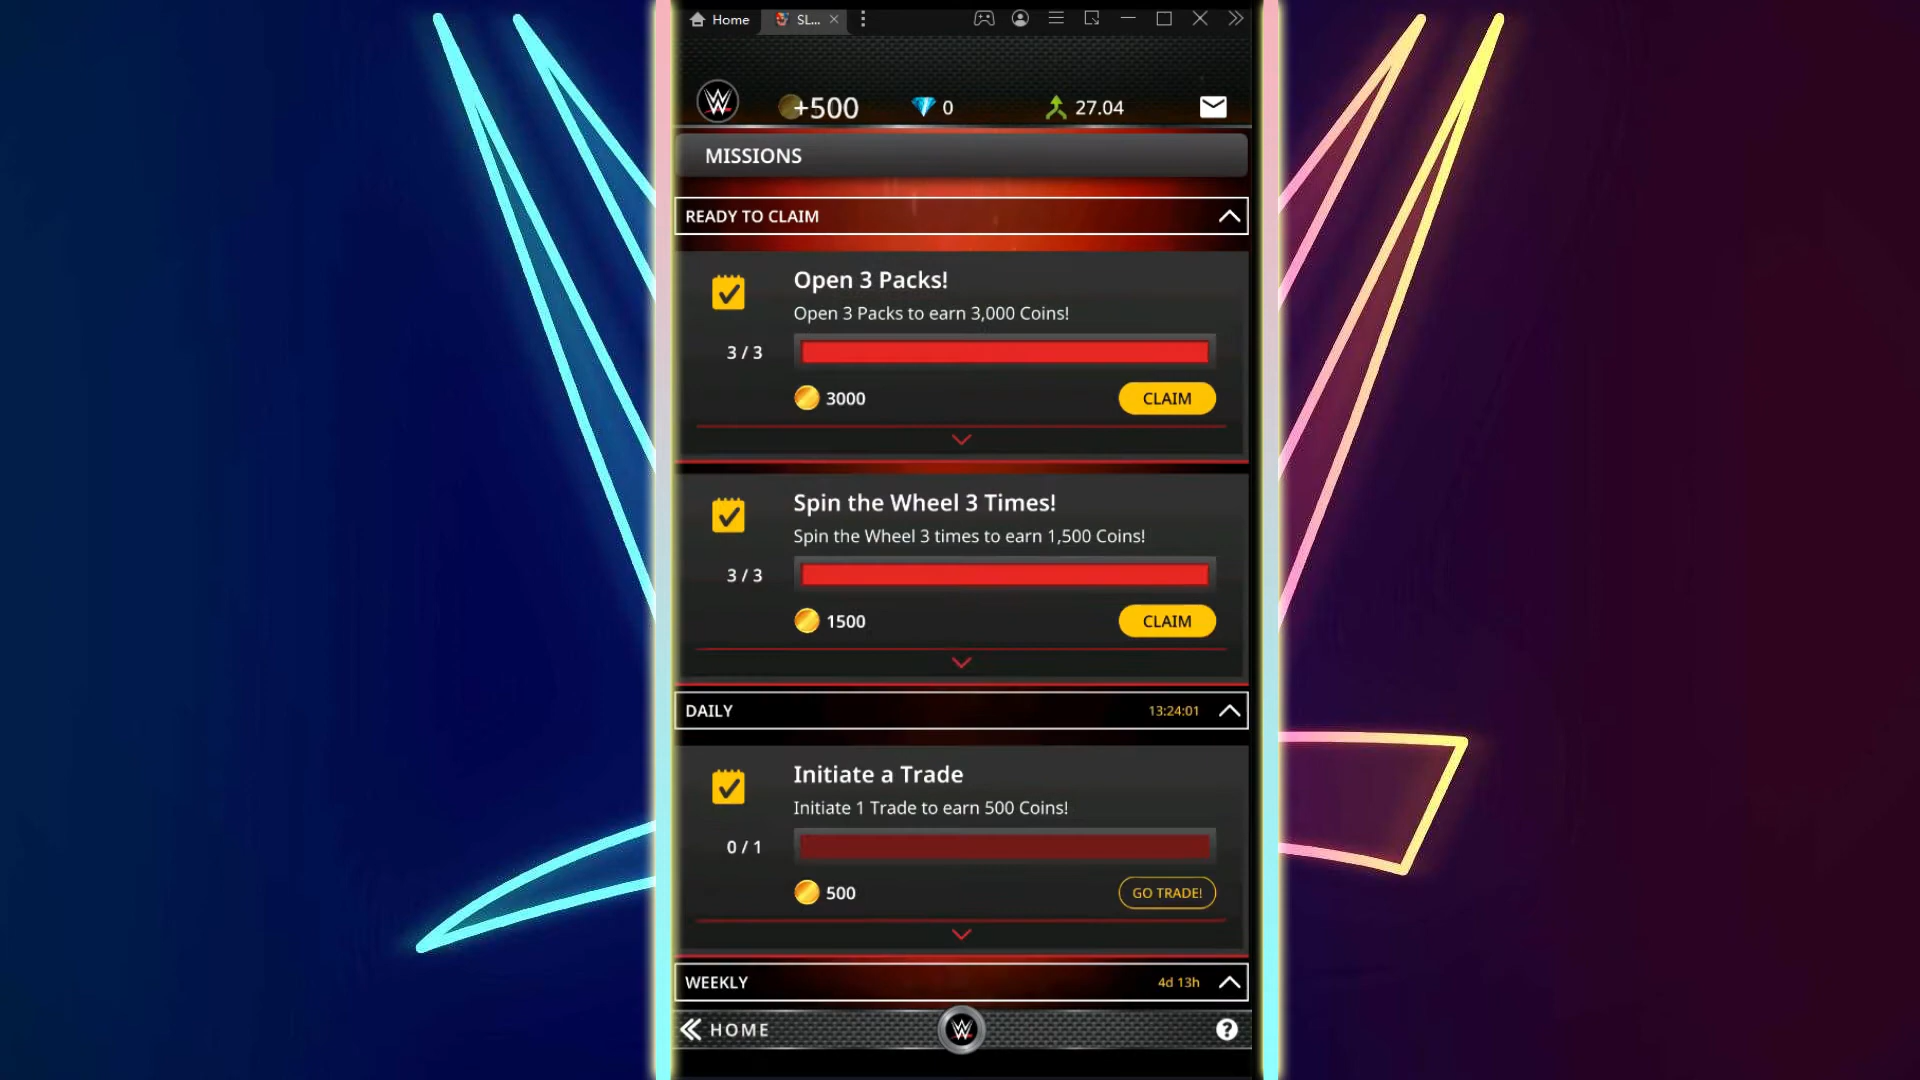 Home SL...
+500 0 27.04
MISSIONS
READY TO CLAIM
Open 3 Packs!
Open 3 Packs to earn 3,000 Coins!
3 / 3
3000 CLAIM
Spin the Wheel 3 Times!
Spin the Wheel 3 times to earn 1,500 Coins!
3 / 3
1500 CLAIM
DAILY 13:24:01
Initiate a Trade
Initiate 1 Trade to earn 500 Coins!
0 / 1
500 GO TRADE!
WEEKLY 4d 13h
HOME